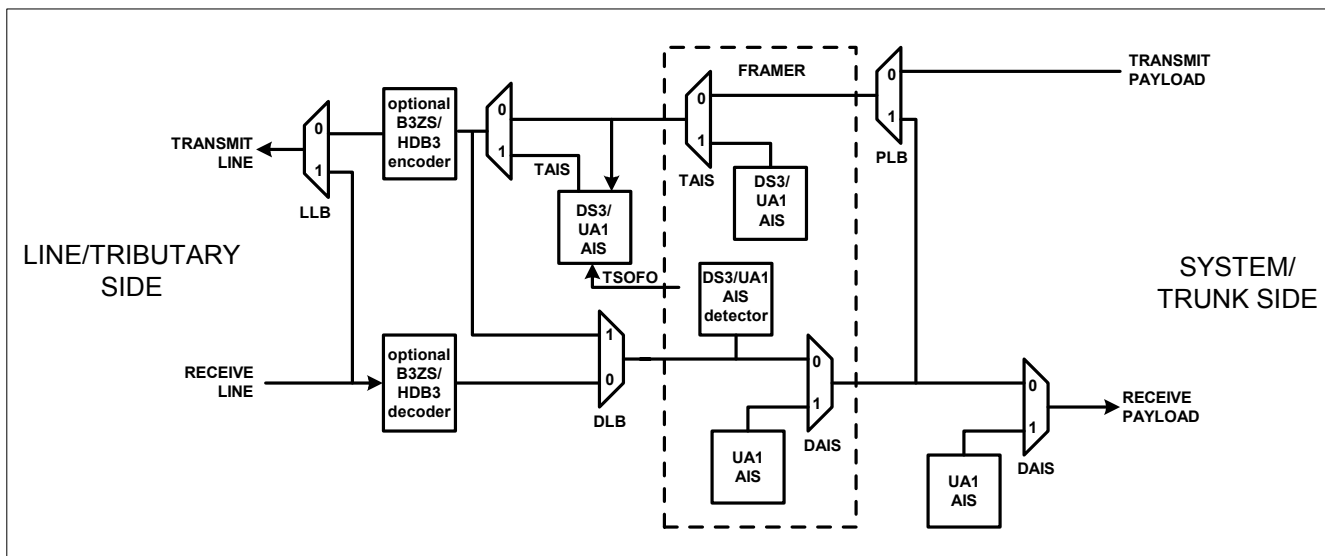 FRAMER
TRANSMIT
PAYLOAD
0
1
PLB
0
1
TAIS
DS3/
UA1
AIS
0
1
TAIS
DS3/
UA1
AIS
TSOFO
optional
B3ZS/
HDB3
encoder
0
1
LLB
TRANSMIT
LINE
LINE/TRIBUTARY
SIDE
SYSTEM/
TRUNK SIDE
DS3/UA1
AIS
detector
RECEIVE
LINE
optional
B3ZS/
HDB3
decoder
1
0
DLB
0
1
DAIS
UA1
AIS
0
1
DAIS
UA1
AIS
RECEIVE
PAYLOAD